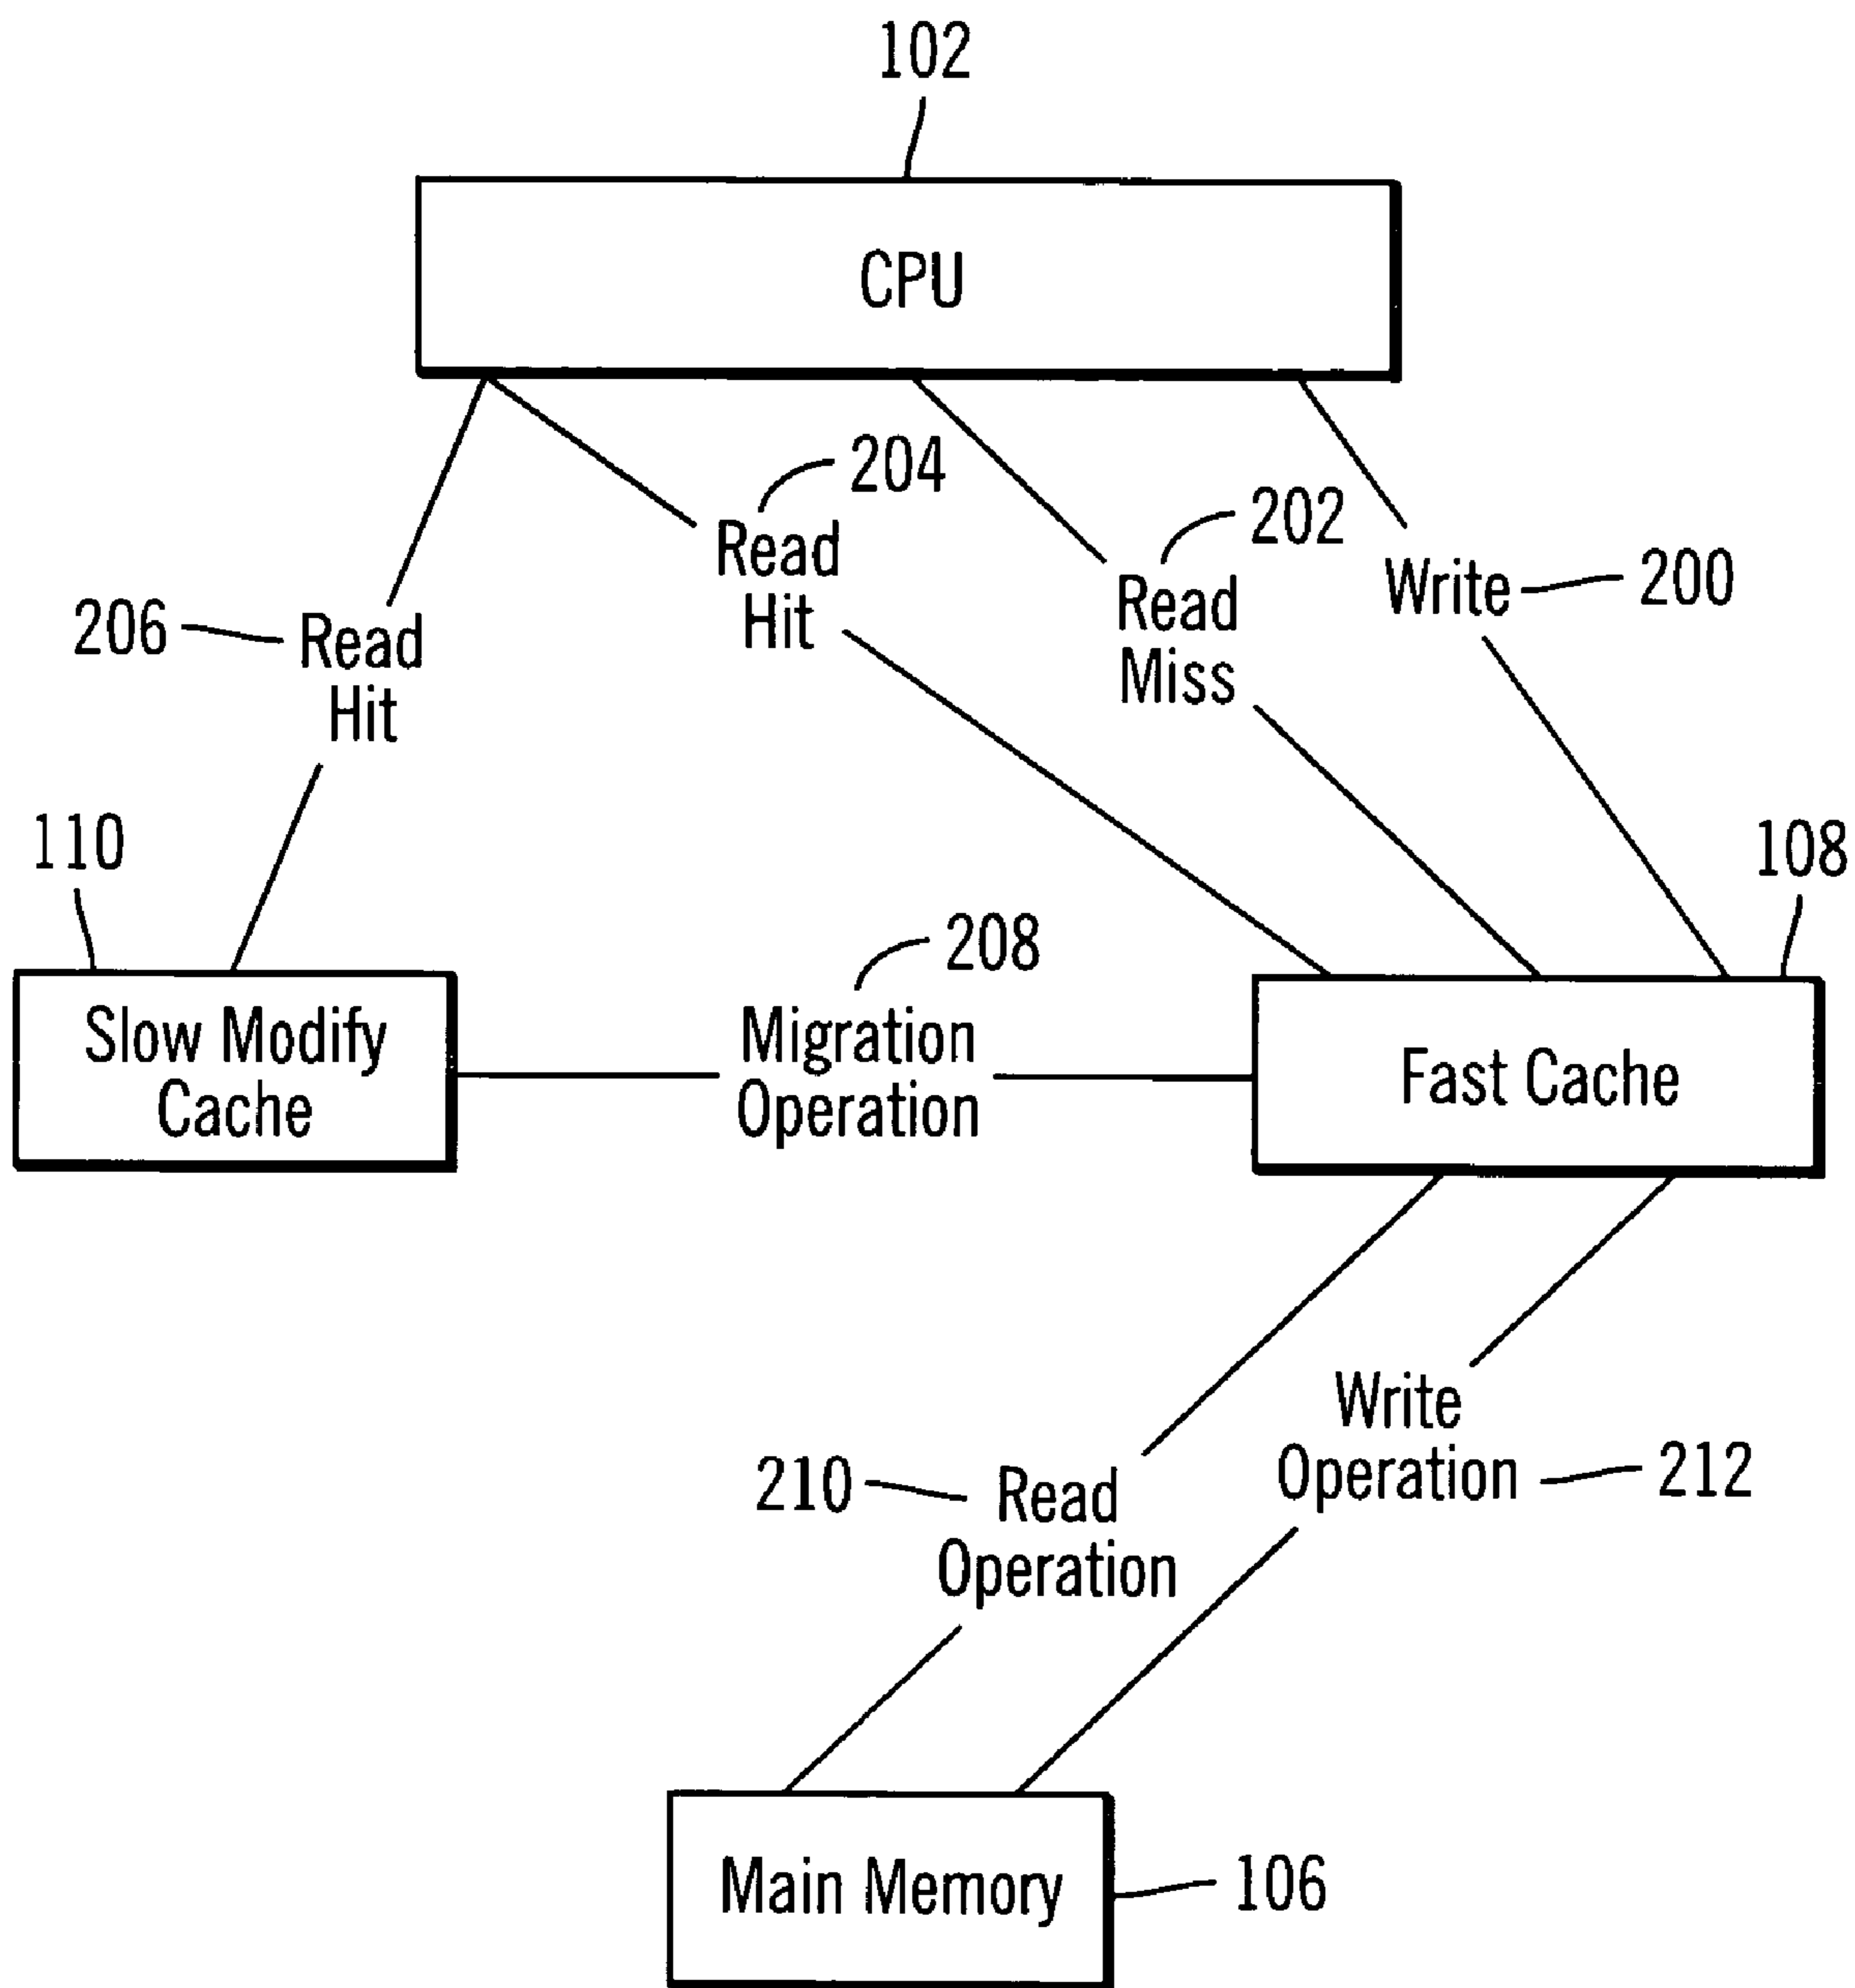 102
CPU
204
Read
Hit
202
Read
Miss
Write
200
206
Read
Hit
110
108
208
Slow Modify
Cache
Migration
Operation
Fast Cache
Write
Operation
212
210
Read
Operation
Main Memory
106